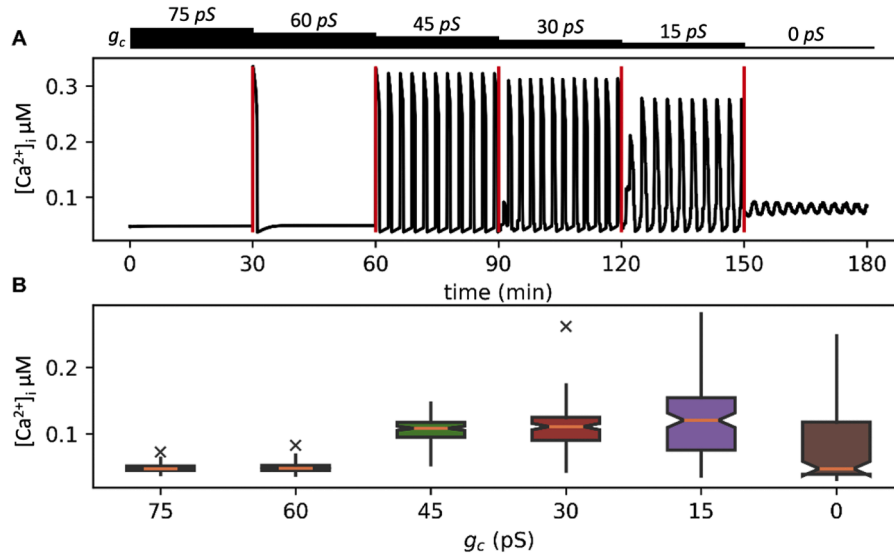 75 pS 60 pS 45 pS 30 pS 15 pS 0 pS
A
gc
[Ca²⁺]i µM
0.3
0.2
0.1
0 30 60 90 120 150 180
time (min)
B
[Ca²⁺]i µM
0.2
0.1
75 60 45 30 15 0
gc (pS)